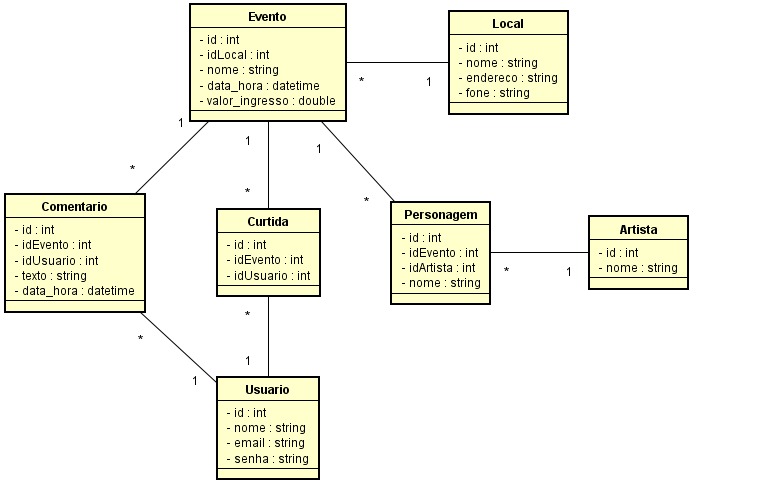 Evento
- id : int
- idLocal : int
- nome : string
- data_hora : datetime
- valor_ingresso : double
Local
- id : int
- nome : string
- endereco : string
- fone : string
*
1
1
*
1
*
1
*
Comentario
- id : int
- idEvento : int
- idUsuario : int
- texto : string
- data_hora : datetime
Curtida
- id : int
- idEvento : int
- idUsuario : int
Personagem
- id : int
- idEvento : int
- idArtista : int
- nome : string
Artista
- id : int
- nome : string
*
1
*
1
*
1
Usuario
- id : int
- nome : string
- email : string
- senha : string